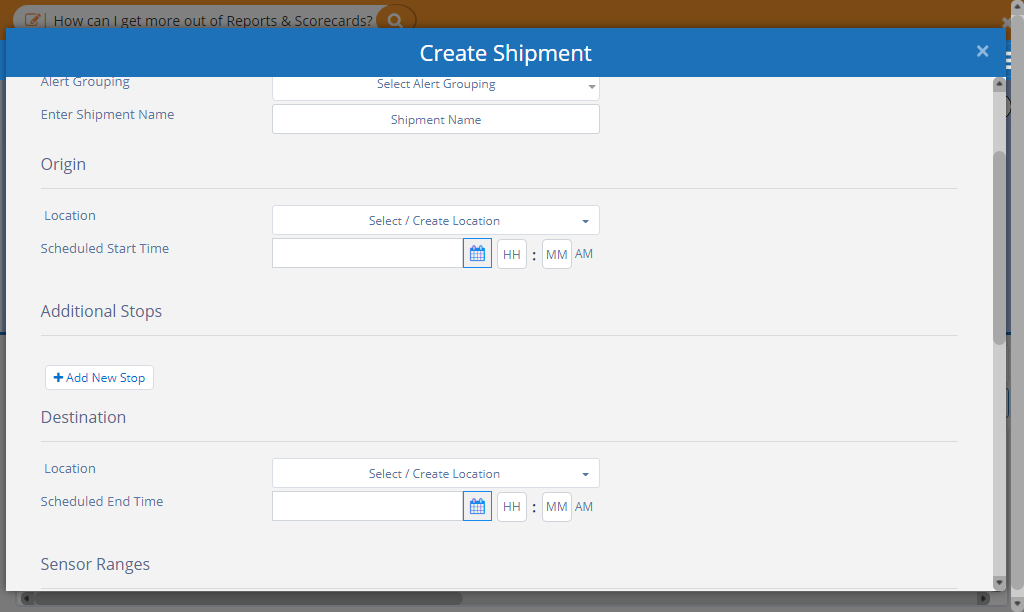 How can I get more out of Reports & Scorecards?
Create Shipment ×
Alert Grouping Select Alert Grouping
Enter Shipment Name Shipment Name
Origin
Location Select / Create Location
Scheduled Start Time HH : MM AM
Additional Stops
+ Add New Stop
Destination
Location Select / Create Location
Scheduled End Time HH : MM AM
Sensor Ranges